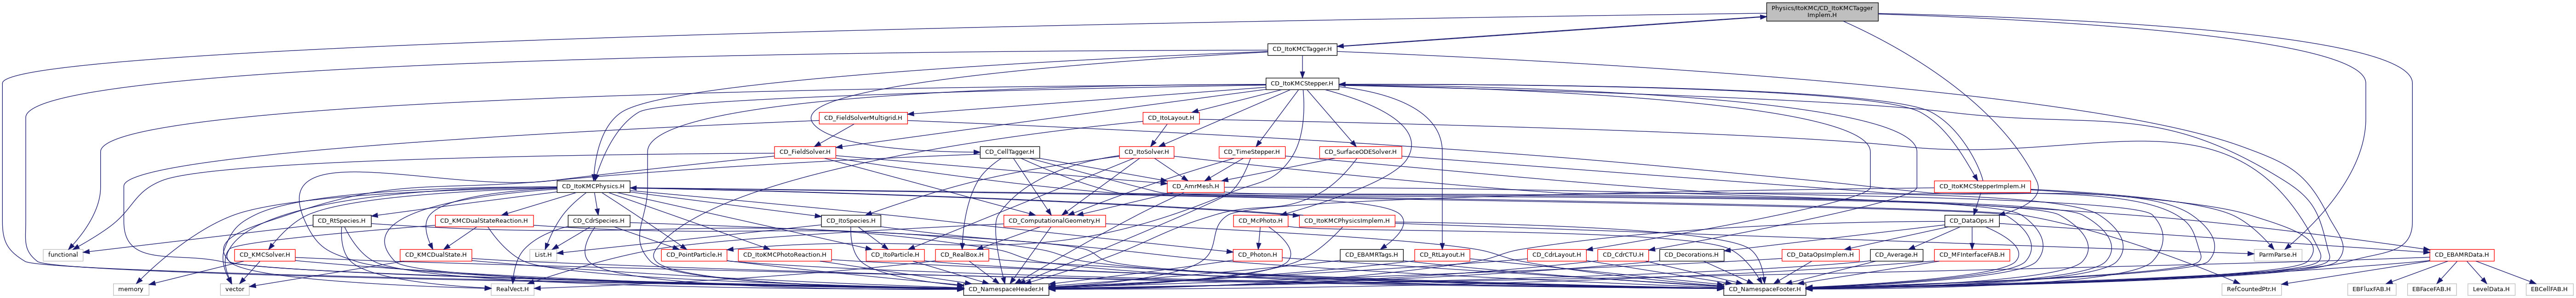 Physics/ItoKMC/CD_ItoKMCTagger
Implem.H
CD_ItoKMCTagger.H
CD_ItoKMCStepper.H
CD_FieldSolverMultigrid.H
CD_ItoLayout.H
CD_FieldSolver.H
CD_CellTagger.H
CD_ItoSolver.H
CD_TimeStepper.H
CD_SurfaceODESolver.H
CD_ItoKMCPhysics.H
CD_AmrMesh.H
CD_ItoKMCStepperImplem.H
CD_RtSpecies.H
CD_KMCDualStateReaction.H
CD_CdrSpecies.H
CD_ItoSpecies.H
CD_ComputationalGeometry.H
CD_McPhoto.H
CD_ItoKMCPhysicsImplem.H
CD_DataOps.H
functional
CD_KMCSolver.H
CD_KMCDualState.H
List.H
CD_PointParticle.H
CD_ItoKMCPhotoReaction.H
CD_ItoParticle.H
CD_RealBox.H
CD_Photon.H
CD_EBAMRTags.H
CD_RtLayout.H
CD_CdrLayout.H
CD_CdrCTU.H
CD_Decorations.H
CD_DataOpsImplem.H
CD_Average.H
CD_MFInterfaceFAB.H
ParmParse.H
CD_EBAMRData.H
memory
vector
RealVect.H
CD_NamespaceHeader.H
CD_NamespaceFooter.H
RefCountedPtr.H
EBFluxFAB.H
EBFaceFAB.H
LevelData.H
EBCellFAB.H